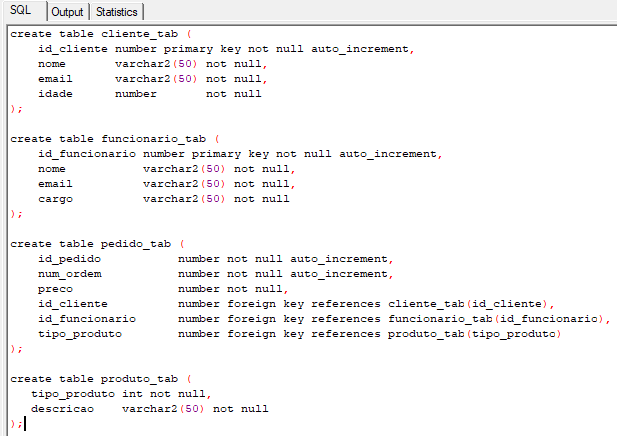 SQL Output Statistics
create table cliente_tab (
    id_cliente number primary key not null auto_increment,
    nome       varchar2(50) not null,
    email      varchar2(50) not null,
    idade      number       not null
);

create table funcionario_tab (
    id_funcionario number primary key not null auto_increment,
    nome           varchar2(50) not null,
    email          varchar2(50) not null,
    cargo          varchar2(50) not null
);

create table pedido_tab (
    id_pedido           number not null auto_increment,
    num_ordem           number not null auto_increment,
    preco               number not null,
    id_cliente          number foreign key references cliente_tab(id_cliente),
    id_funcionario      number foreign key references funcionario_tab(id_funcionario),
    tipo_produto        number foreign key references produto_tab(tipo_produto)
);

create table produto_tab (
   tipo_produto int not null,
   descricao    varchar2(50) not null
);